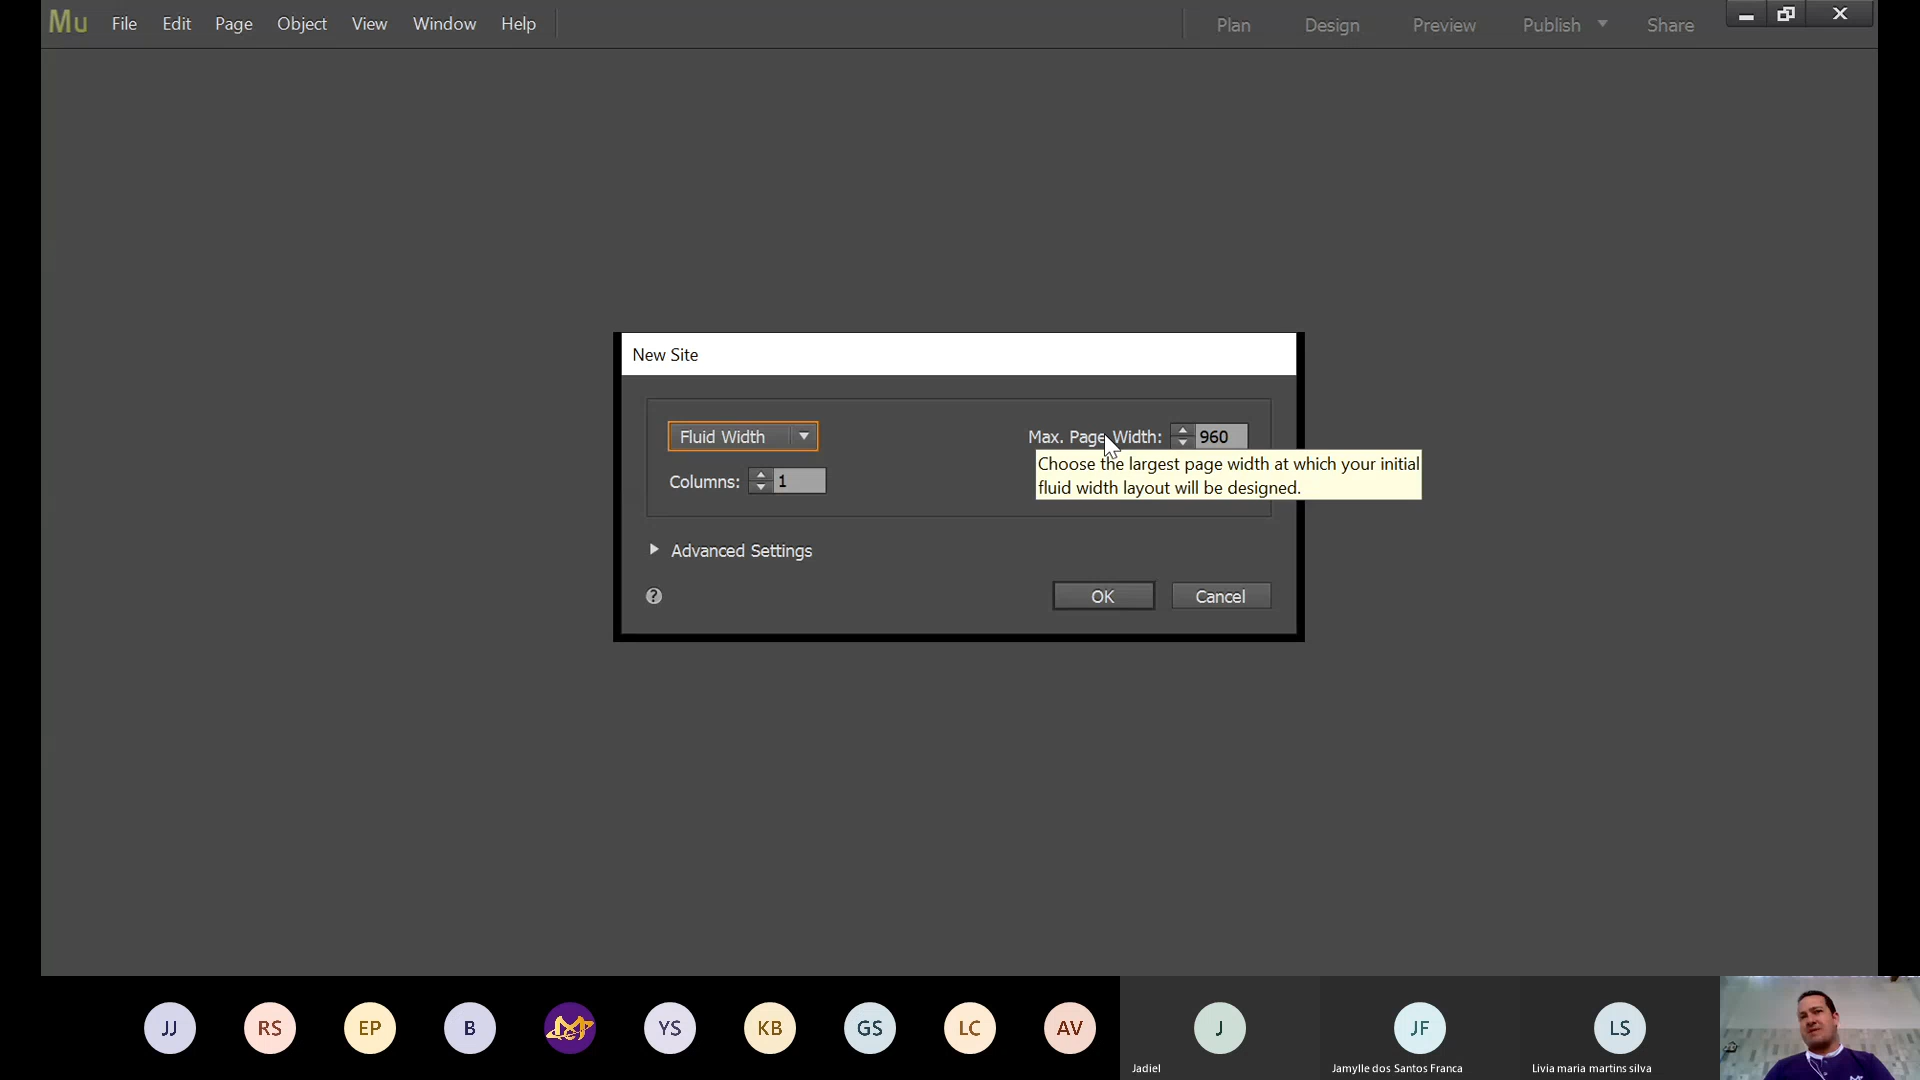 Mu File Edit Page Object View Window Help Plan Design Preview Publish Share
New Site
Fluid Width Max. Page Width: 960
Choose the largest page width at which your initial
fluid width layout will be designed.
Columns: 1
Advanced Settings
? OK Cancel
JJ RS EP B YS KB GS LC AV J JF LS
Jadiel Jamylle dos Santos Franca Livia maria martins silva